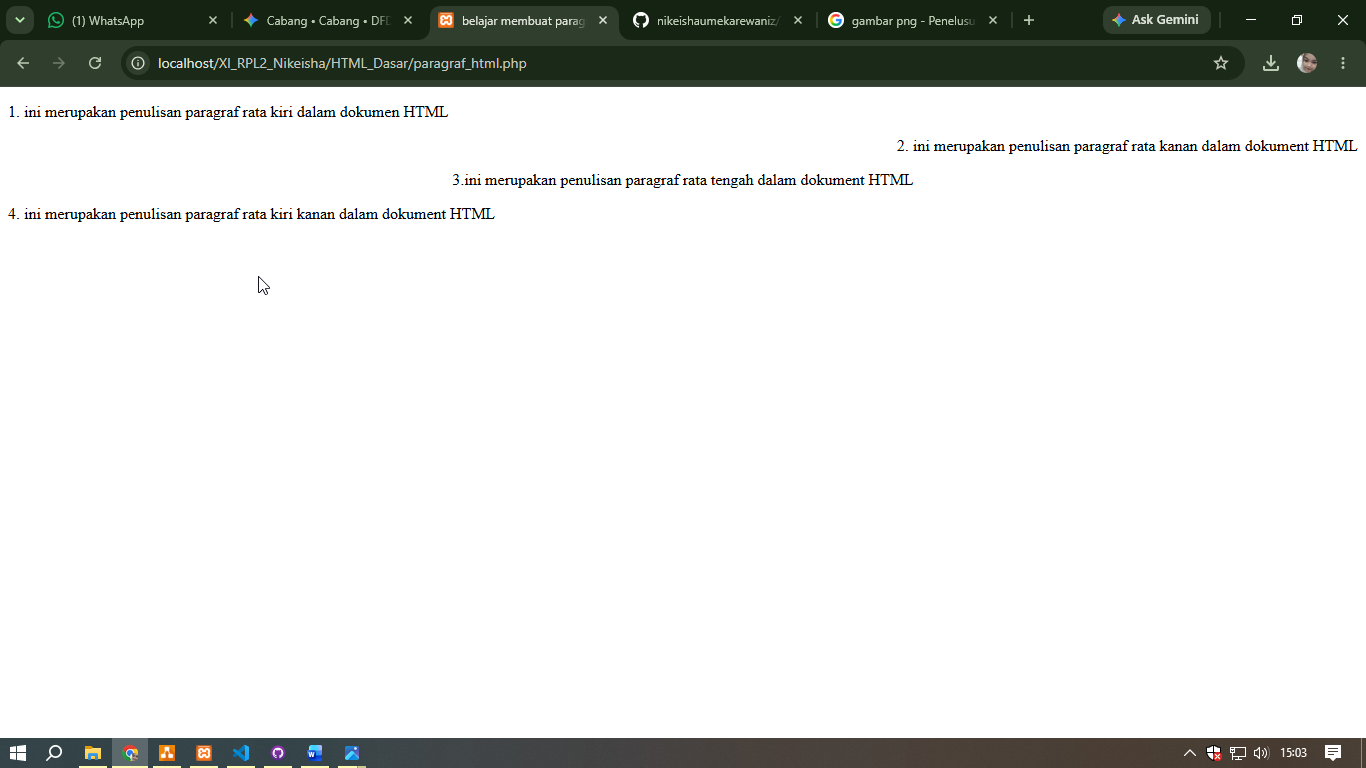 (1) WhatsApp
Cabang • Cabang • DFD
belajar membuat parag
nikeishaumekarewaniz/
gambar png - Penelusu
Ask Gemini
localhost/XI_RPL2_Nikeisha/HTML_Dasar/paragraf_html.php
1. ini merupakan penulisan paragraf rata kiri dalam dokumen HTML
2. ini merupakan penulisan paragraf rata kanan dalam dokument HTML
3.ini merupakan penulisan paragraf rata tengah dalam dokument HTML
4. ini merupakan penulisan paragraf rata kiri kanan dalam dokument HTML
15:03